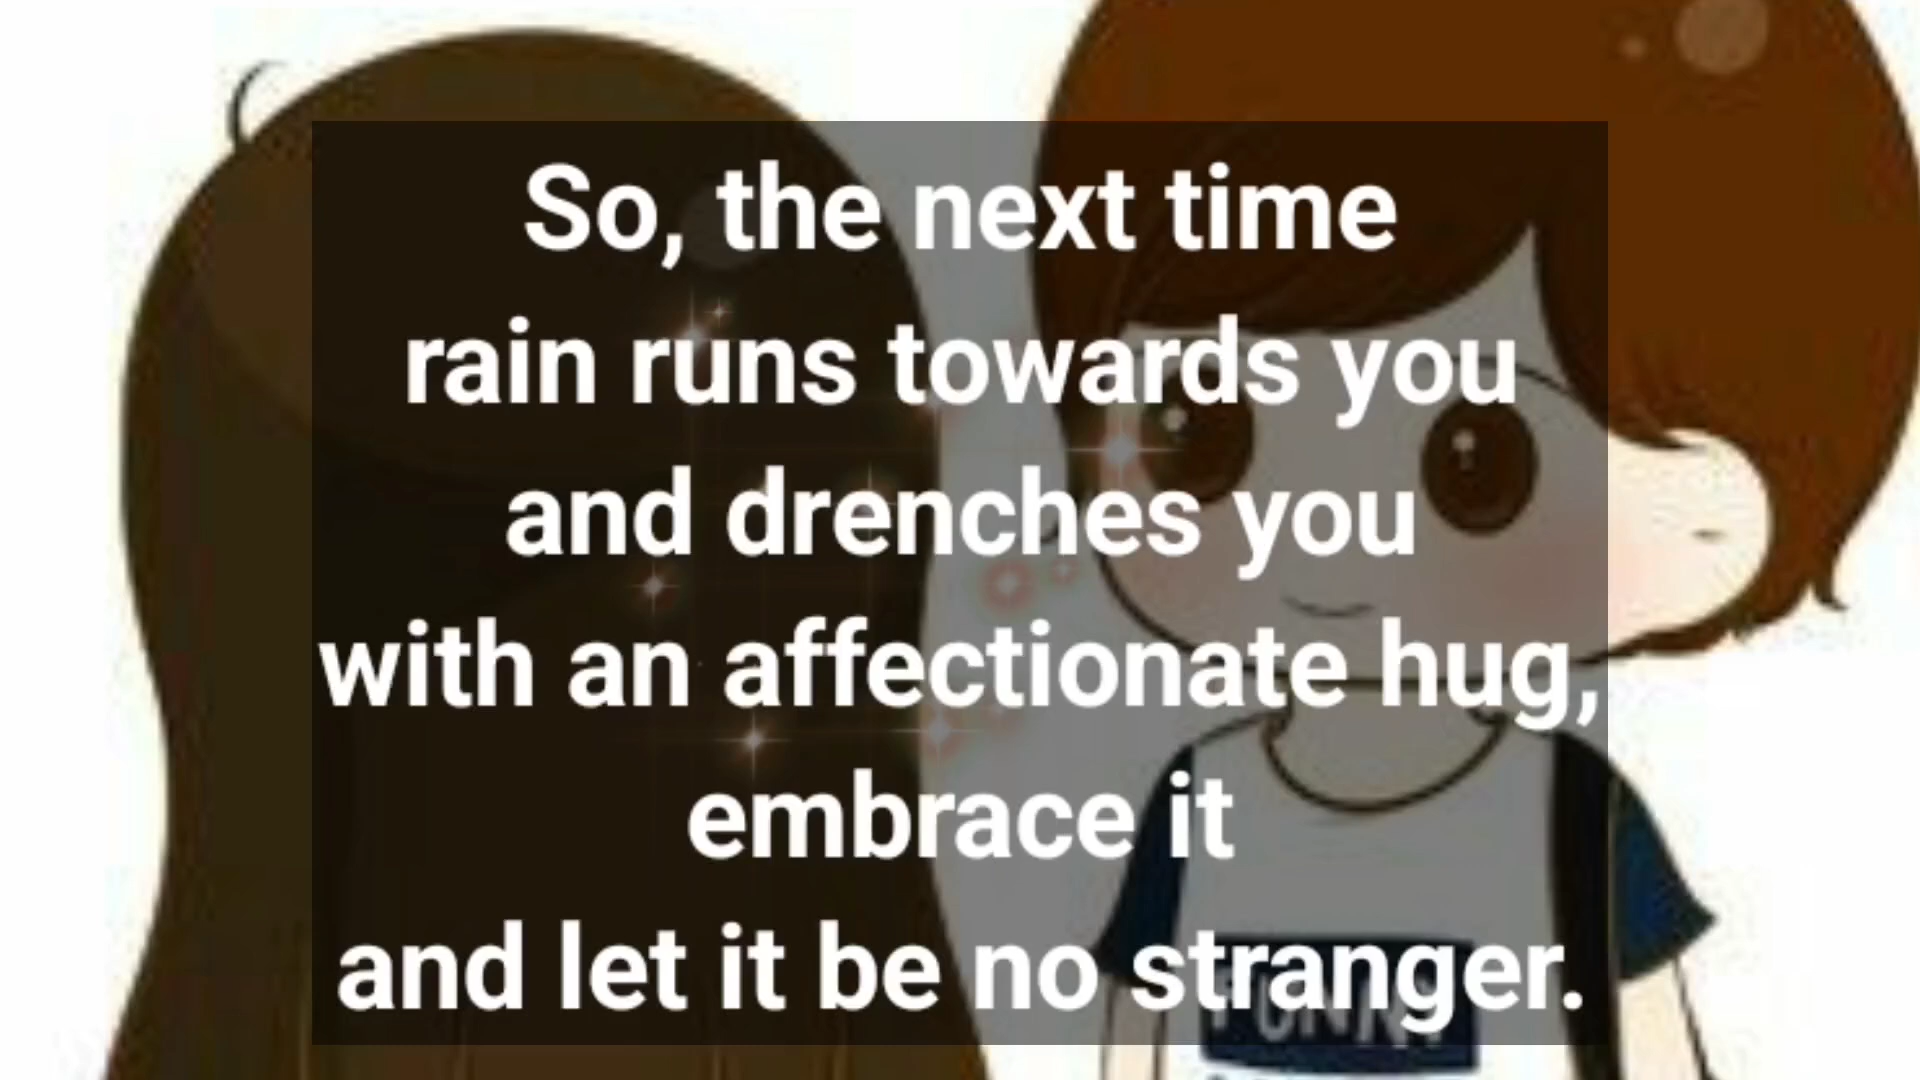 So, the next time
rain runs towards you
and drenches you
with an affectionate hug,
embrace it
and let it be no stranger.
FUNNY